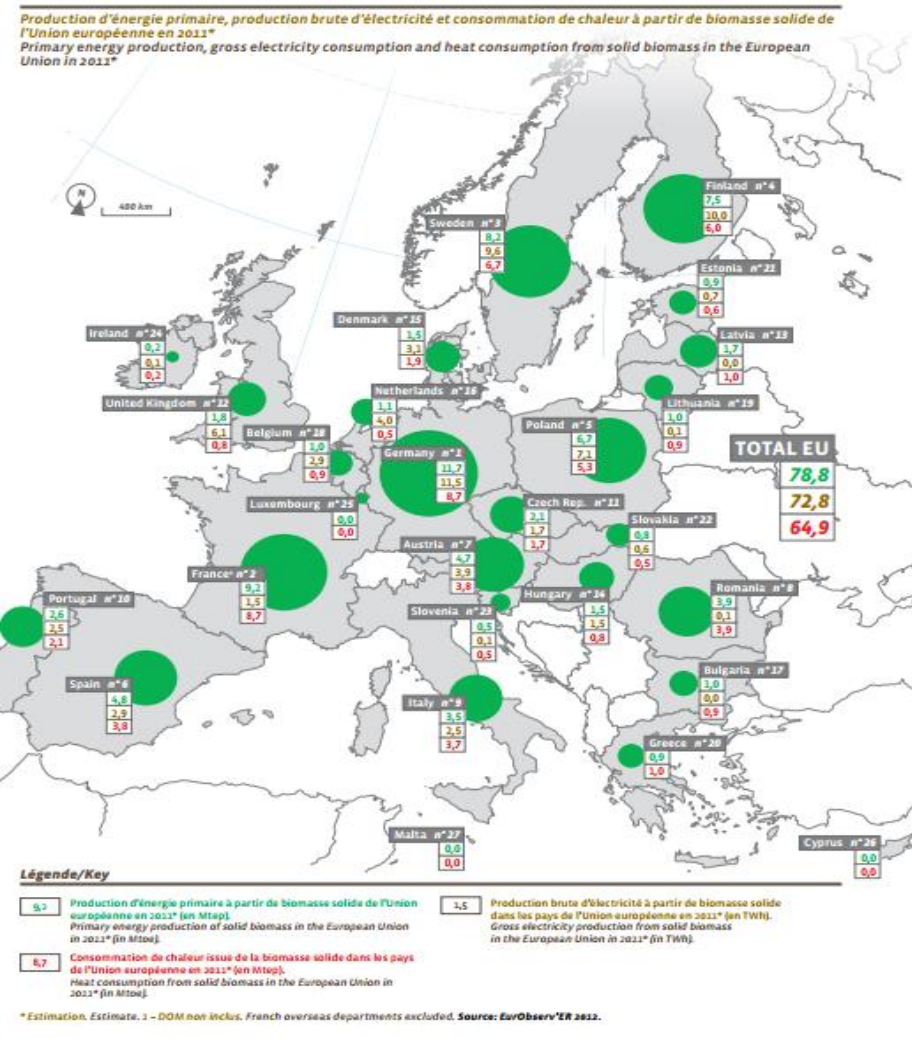 Production d'énergie primaire, production brute d'électricité et consommation de chaleur à partir de biomasse solide de
l'Union européenne en 2011*
Primary energy production, gross electricity consumption and heat consumption from solid biomass in the European
Union in 2011*
N
400 km
Finland n°4
7,5
10,0
6,0
Sweden n°3
8,2
9,6
6,7
Estonia n°21
0,9
0,7
0,6
Denmark n°15
1,5
3,1
1,9
Ireland n°24
0,2
0,1
0,2
Latvia n°13
1,7
0,0
1,0
Netherlands n°16
1,1
4,0
0,5
United Kingdom n°12
1,8
6,1
0,8
Lithuania n°19
1,0
0,1
0,9
Belgium n°18
1,0
2,9
0,9
Poland n°5
6,7
7,1
5,3
Germany n°1
11,7
11,5
8,7
TOTAL EU
78,8
72,8
64,9
Luxembourg n°25
0,0
0,0
Czech Rep. n°11
2,1
1,7
1,7
Slovakia n°22
0,8
0,6
0,5
Austria n°7
4,7
3,9
3,8
France¹ n°2
9,2
1,5
8,7
Hungary n°14
1,5
1,5
0,8
Romania n°8
3,9
0,1
3,9
Portugal n°10
2,6
2,5
2,1
Slovenia n°23
0,5
0,1
0,5
Spain n°6
4,8
2,9
3,8
Bulgaria n°17
1,0
0,0
0,9
Italy n°9
3,5
2,5
3,7
Greece n°20
0,9
1,0
Malta n°27
0,0
0,0
Cyprus n°26
0,0
0,0
Légende/Key
9,2
Production d'énergie primaire à partir de biomasse solide de l'Union
européenne en 2011* (en Mtep).
Primary energy production of solid biomass in the European Union
in 2011* (in Mtoe).
8,7
Consommation de chaleur issue de la biomasse solide dans les pays
de l'Union européenne en 2011* (en Mtep).
Heat consumption from solid biomass in the European Union in
2011* (in Mtoe).
1,5
Production brute d'électricité à partir de biomasse solide
dans les pays de l'Union européenne en 2011* (en TWh).
Gross electricity production from solid biomass
in the European Union in 2011* (in TWh).
* Estimation. Estimate. 1 – DOM non inclus. French overseas departments excluded. Source: EurObserv'ER 2012.